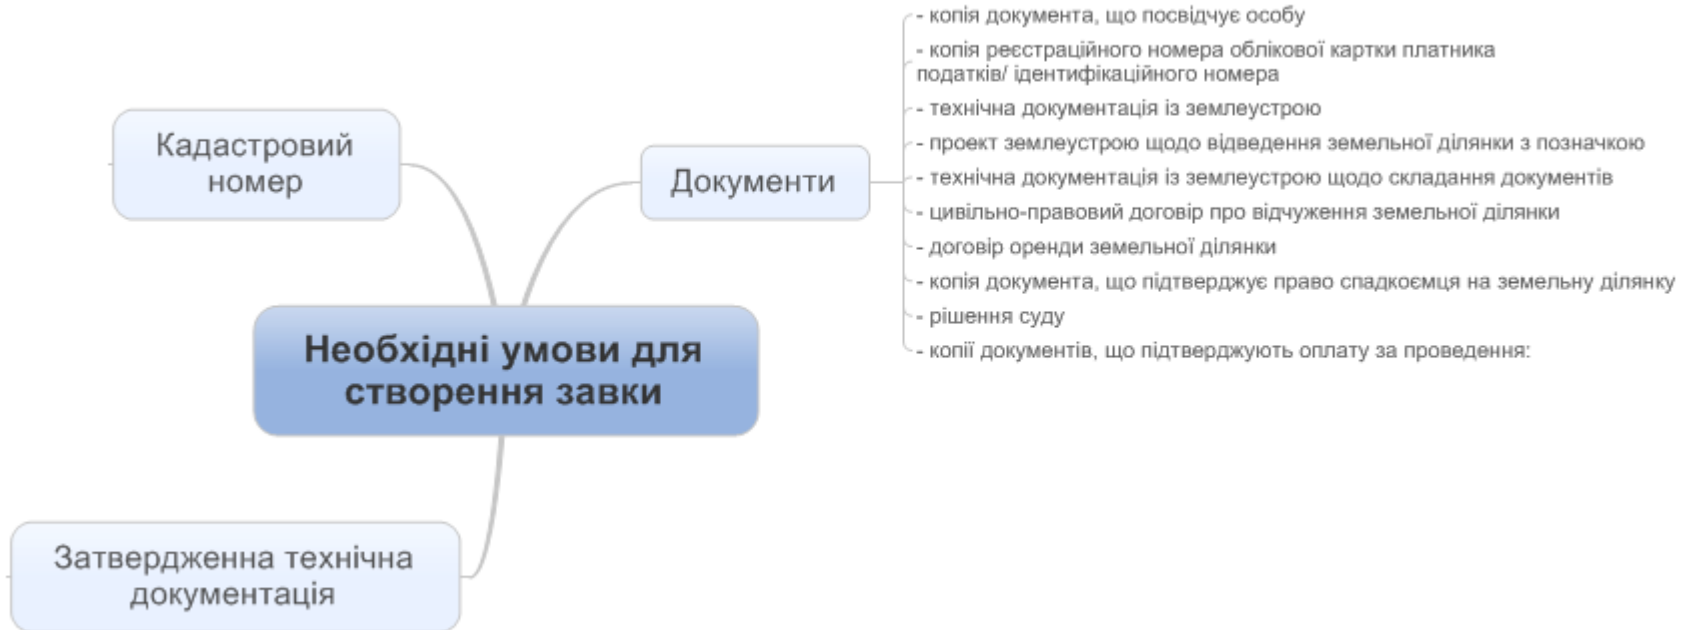 - копія документа, що посвідчує особу
- копія реєстраційного номера облікової картки платника
податків/ ідентифікаційного номера
- технічна документація із землеустрою
- проект землеустрою щодо відведення земельної ділянки з позначкою
- технічна документація із землеустрою щодо складання документів
- цивільно-правовий договір про відчуження земельної ділянки
- договір оренди земельної ділянки
- копія документа, що підтверджує право спадкоємця на земельну ділянку
- рішення суду
- копії документів, що підтверджують оплату за проведення:
Кадастровий
номер
Документи
Необхідні умови для
створення завки
Затвердженна технічна
документація